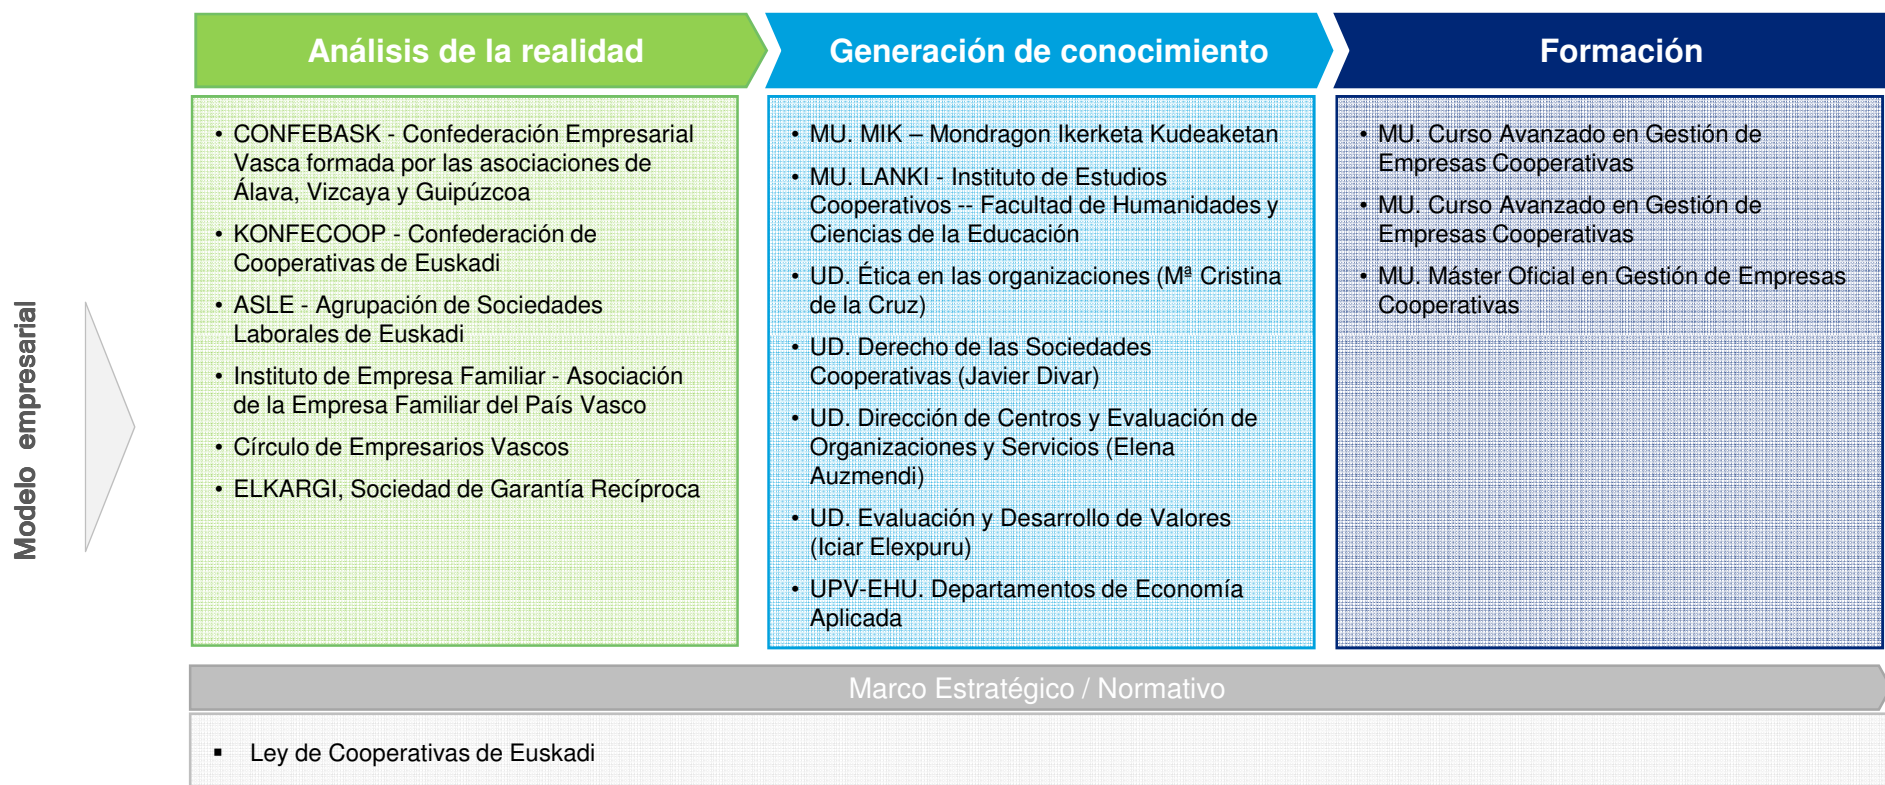 Modelo empresarial
Análisis de la realidad
• CONFEBASK - Confederación Empresarial
Vasca formada por las asociaciones de
Álava, Vizcaya y Guipúzcoa
• KONFECOOP - Confederación de
Cooperativas de Euskadi
• ASLE - Agrupación de Sociedades
Laborales de Euskadi
• Instituto de Empresa Familiar - Asociación
de la Empresa Familiar del País Vasco
• Círculo de Empresarios Vascos
• ELKARGI, Sociedad de Garantía Recíproca
Generación de conocimiento
• MU. MIK – Mondragon Ikerketa Kudeaketan
• MU. LANKI - Instituto de Estudios
Cooperativos -- Facultad de Humanidades y
Ciencias de la Educación
• UD. Ética en las organizaciones (Mª Cristina
de la Cruz)
• UD. Derecho de las Sociedades
Cooperativas (Javier Divar)
• UD. Dirección de Centros y Evaluación de
Organizaciones y Servicios (Elena
Auzmendi)
• UD. Evaluación y Desarrollo de Valores
(Iciar Elexpuru)
• UPV-EHU. Departamentos de Economía
Aplicada
Formación
• MU. Curso Avanzado en Gestión de
Empresas Cooperativas
• MU. Curso Avanzado en Gestión de
Empresas Cooperativas
• MU. Máster Oficial en Gestión de Empresas
Cooperativas
Marco Estratégico / Normativo
▪ Ley de Cooperativas de Euskadi